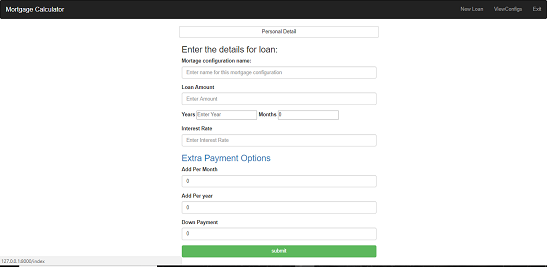 Mortgage Calculator New Loan ViewConfigs Exit
Personal Detail
Enter the details for loan:
Mortage configuration name:
Enter name for this mortgage configuration
Loan Amount
Enter Amount
Years Enter Year Months 0
Interest Rate
Enter Interest Rate
Extra Payment Options
Add Per Month
0
Add Per year
0
Down Payment
0
submit
127.0.0.1:8000/index